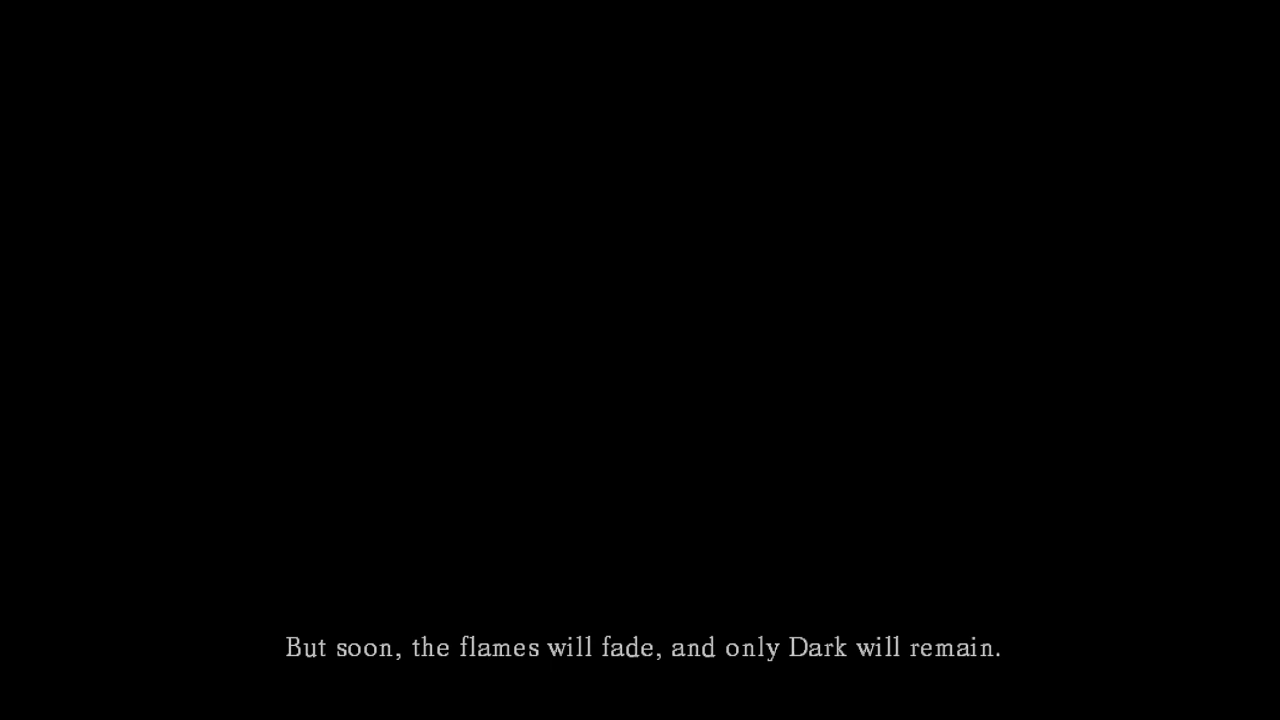 But soon, the flames will fade, and only Dark will remain.